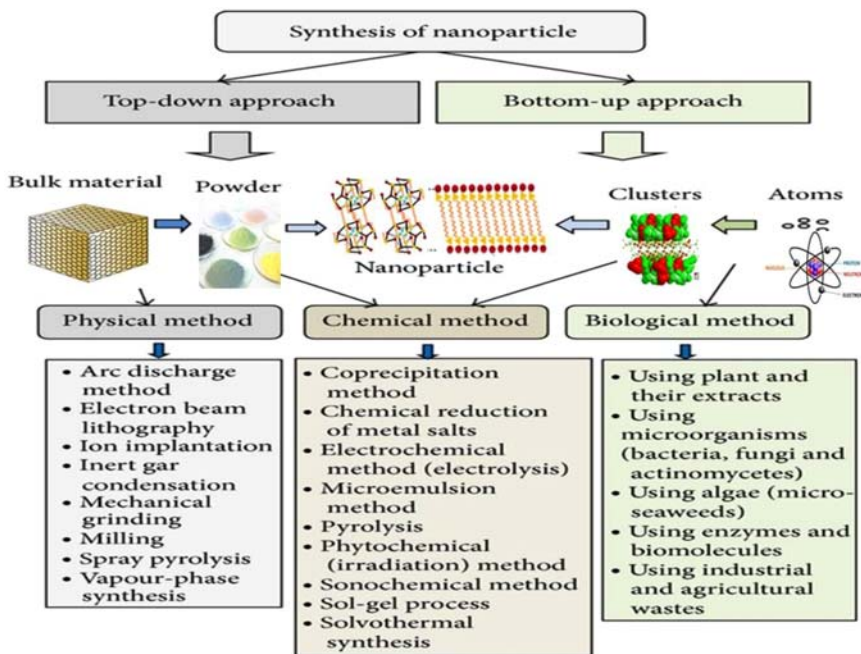 Synthesis of nanoparticle
Top-down approach
Bottom-up approach
Bulk material
Powder
Clusters
Atoms
Nanoparticle
Physical method
Chemical method
Biological method
• Arc discharge
method
• Electron beam
lithography
• Ion implantation
• Inert gar
condensation
• Mechanical
grinding
• Milling
• Spray pyrolysis
• Vapour-phase
synthesis
• Coprecipitation
method
• Chemical reduction
of metal salts
• Electrochemical
method (electrolysis)
• Microemulsion
method
• Pyrolysis
• Phytochemical
(irradiation) method
• Sonochemical method
• Sol-gel process
• Solvothermal
synthesis
• Using plant and
their extracts
• Using
microorganisms
(bacteria, fungi and
actinomycetes)
• Using algae (micro-
seaweeds)
• Using enzymes and
biomolecules
• Using industrial
and agricultural
wastes